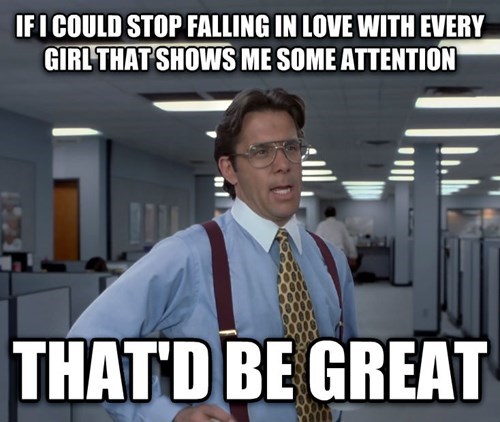 IF I COULD STOP FALLING IN LOVE WITH EVERY
GIRL THAT SHOWS ME SOME ATTENTION
THAT'D BE GREAT